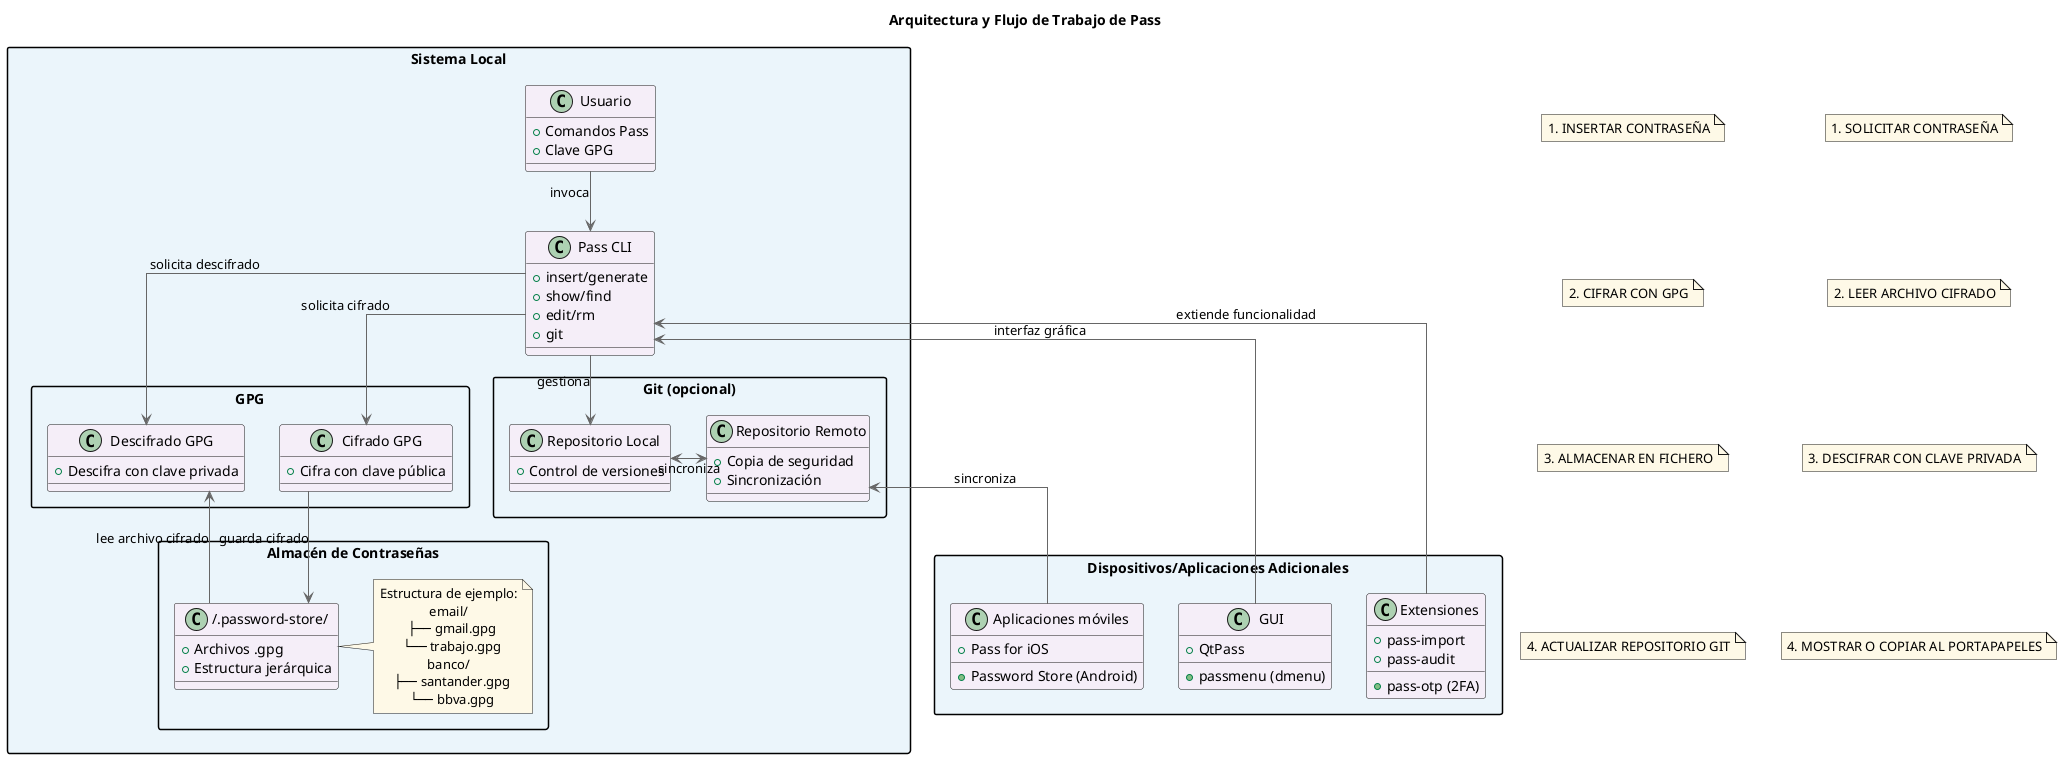 Arquitectura y Flujo de Trabajo de Pass
Sistema Local
C Usuario
Comandos Pass
Clave GPG
invoca
C Pass CLI
insert/generate
show/find
edit/rm
git
solicita descifrado
solicita cifrado
gestiona
extiende funcionalidad
interfaz gráfica
GPG
C Descifrado GPG
Descifra con clave privada
C Cifrado GPG
Cifra con clave pública
Git (opcional)
C Repositorio Local
Control de versiones
sincroniza
C Repositorio Remoto
Copia de seguridad
Sincronización
sincroniza
lee archivo cifrado
guarda cifrado
Almacén de Contraseñas
C /.password-store/
Archivos .gpg
Estructura jerárquica
Estructura de ejemplo:
email/
├── gmail.gpg
└── trabajo.gpg
banco/
├── santander.gpg
└── bbva.gpg
Dispositivos/Aplicaciones Adicionales
C Aplicaciones móviles
Pass for iOS
Password Store (Android)
C GUI
QtPass
passmenu (dmenu)
C Extensiones
pass-import
pass-audit
pass-otp (2FA)
1. INSERTAR CONTRASEÑA
2. CIFRAR CON GPG
3. ALMACENAR EN FICHERO
4. ACTUALIZAR REPOSITORIO GIT
1. SOLICITAR CONTRASEÑA
2. LEER ARCHIVO CIFRADO
3. DESCIFRAR CON CLAVE PRIVADA
4. MOSTRAR O COPIAR AL PORTAPAPELES